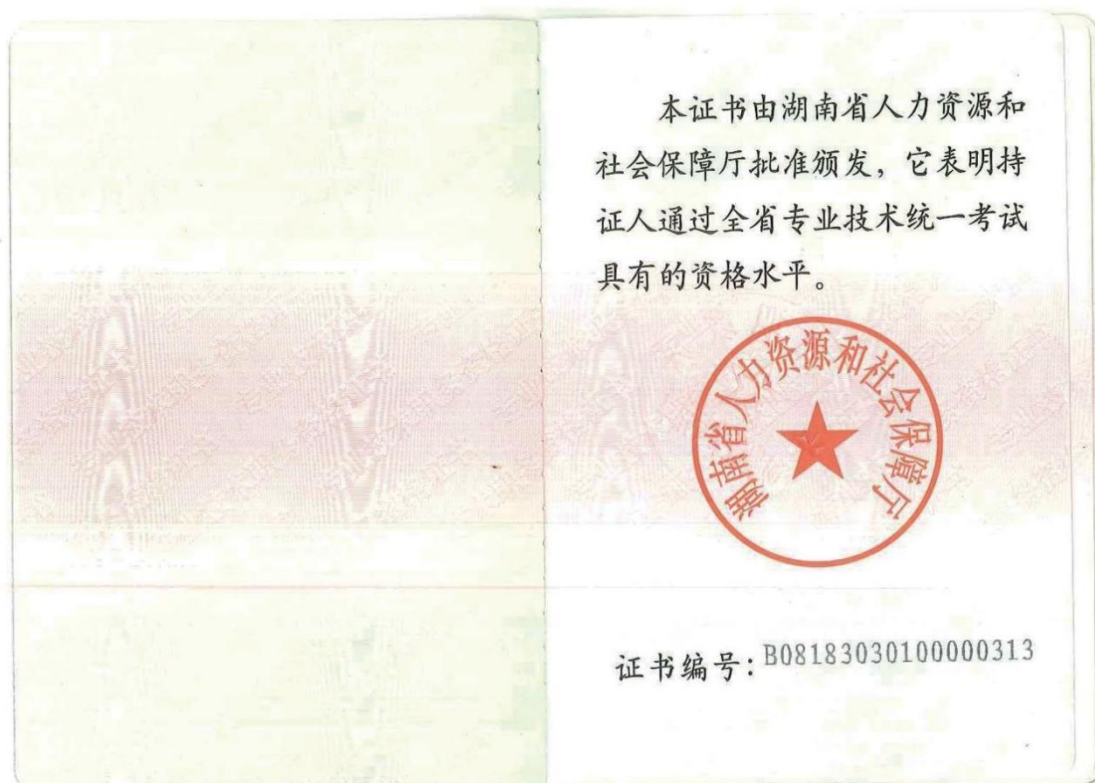 本证书由湖南省人力资源和
社会保障厅批准颁发，它表明持
证人通过全省专业技术统一考试
具有的资格水平。
湖南省人力资源和社会保障厅
证书编号：B08183030100000313